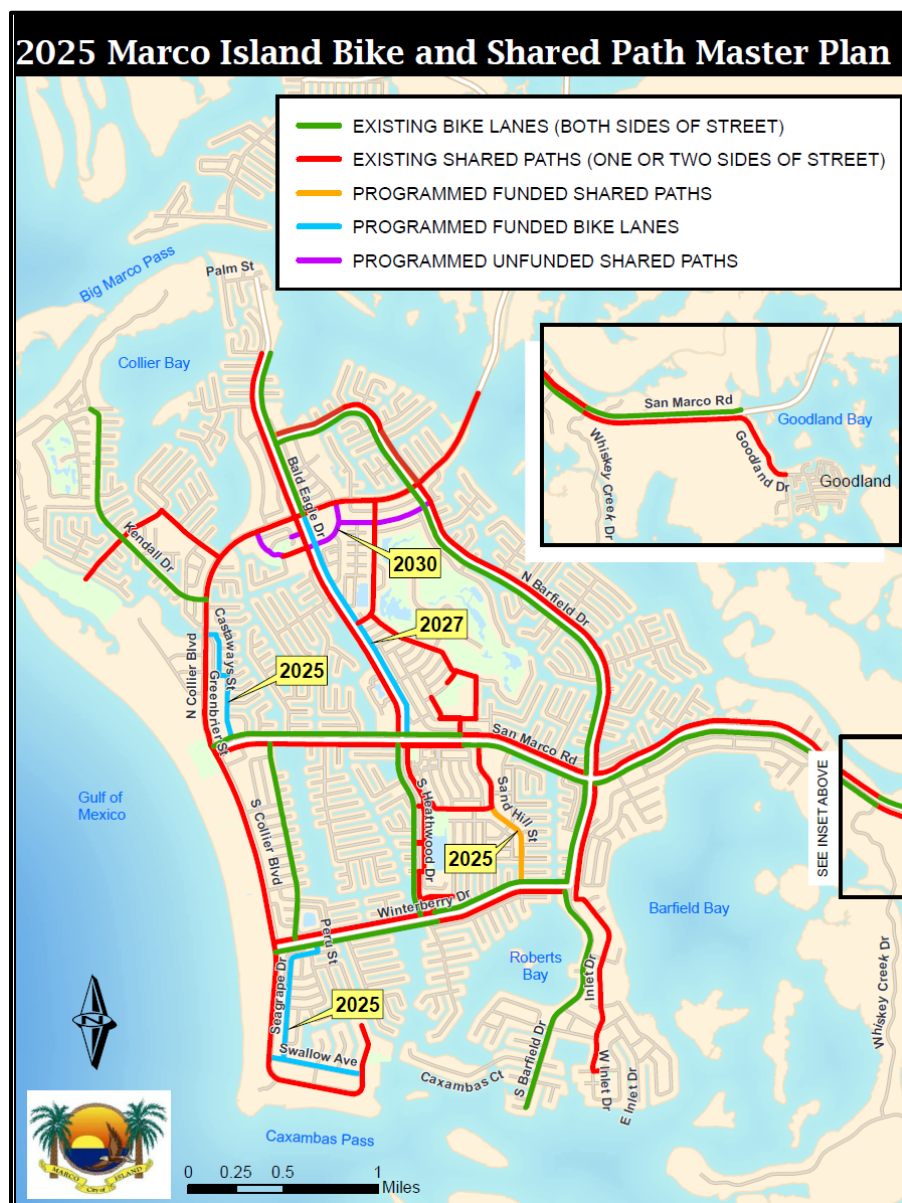 2025 Marco Island Bike and Shared Path Master Plan
EXISTING BIKE LANES (BOTH SIDES OF STREET)
EXISTING SHARED PATHS (ONE OR TWO SIDES OF STREET)
PROGRAMMED FUNDED SHARED PATHS
PROGRAMMED FUNDED BIKE LANES
PROGRAMMED UNFUNDED SHARED PATHS
Big Marco Pass
Palm St
Collier Bay
San Marco Rd
Goodland Bay
Whiskey Creek Dr
Goodland Dr
Goodland
Bald Eagle Dr
Kendall Dr
2030
N Barfield Dr
2027
Castaways St
N Collier Blvd
Greenbrier St
2025
San Marco Rd
SEE INSET ABOVE
Gulf of
Mexico
S Collier Blvd
S Heathwood Dr
Sand Hill St
2025
Winterberry Dr
Barfield Bay
Peru St
Roberts
Bay
Inlet Dr
Whiskey Creek Dr
Seagrape Dr
2025
Swallow Ave
Caxambas Ct
S Barfield Dr
W Inlet Dr
E Inlet Dr
N
Caxambas Pass
MARCO ISLAND
City of
0 0.25 0.5 1
Miles